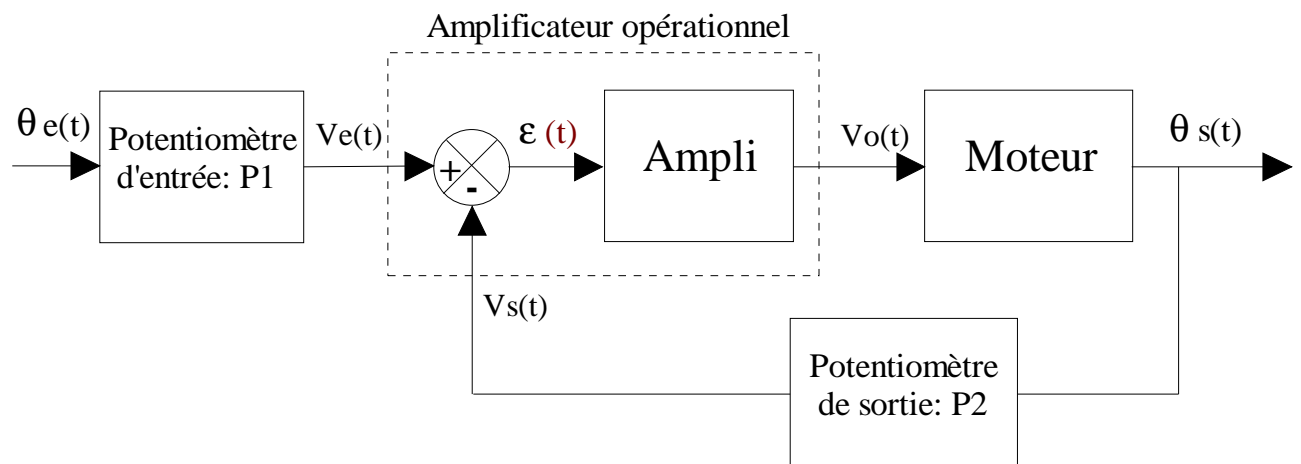 Amplificateur opérationnel
θ e(t)
Potentiomètre
d'entrée: P1
Ve(t)
+
-
ε (t)
Ampli
Vo(t)
Moteur
θ s(t)
Vs(t)
Potentiomètre
de sortie: P2